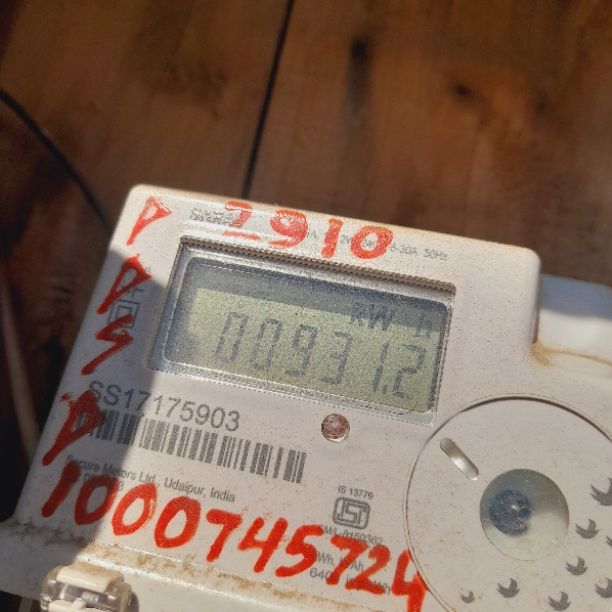 2910
P
D
S
P
kW h
00931.2
SS17175903
Secure Meters Ltd., Udaipur, India
IS 13779
1000745724